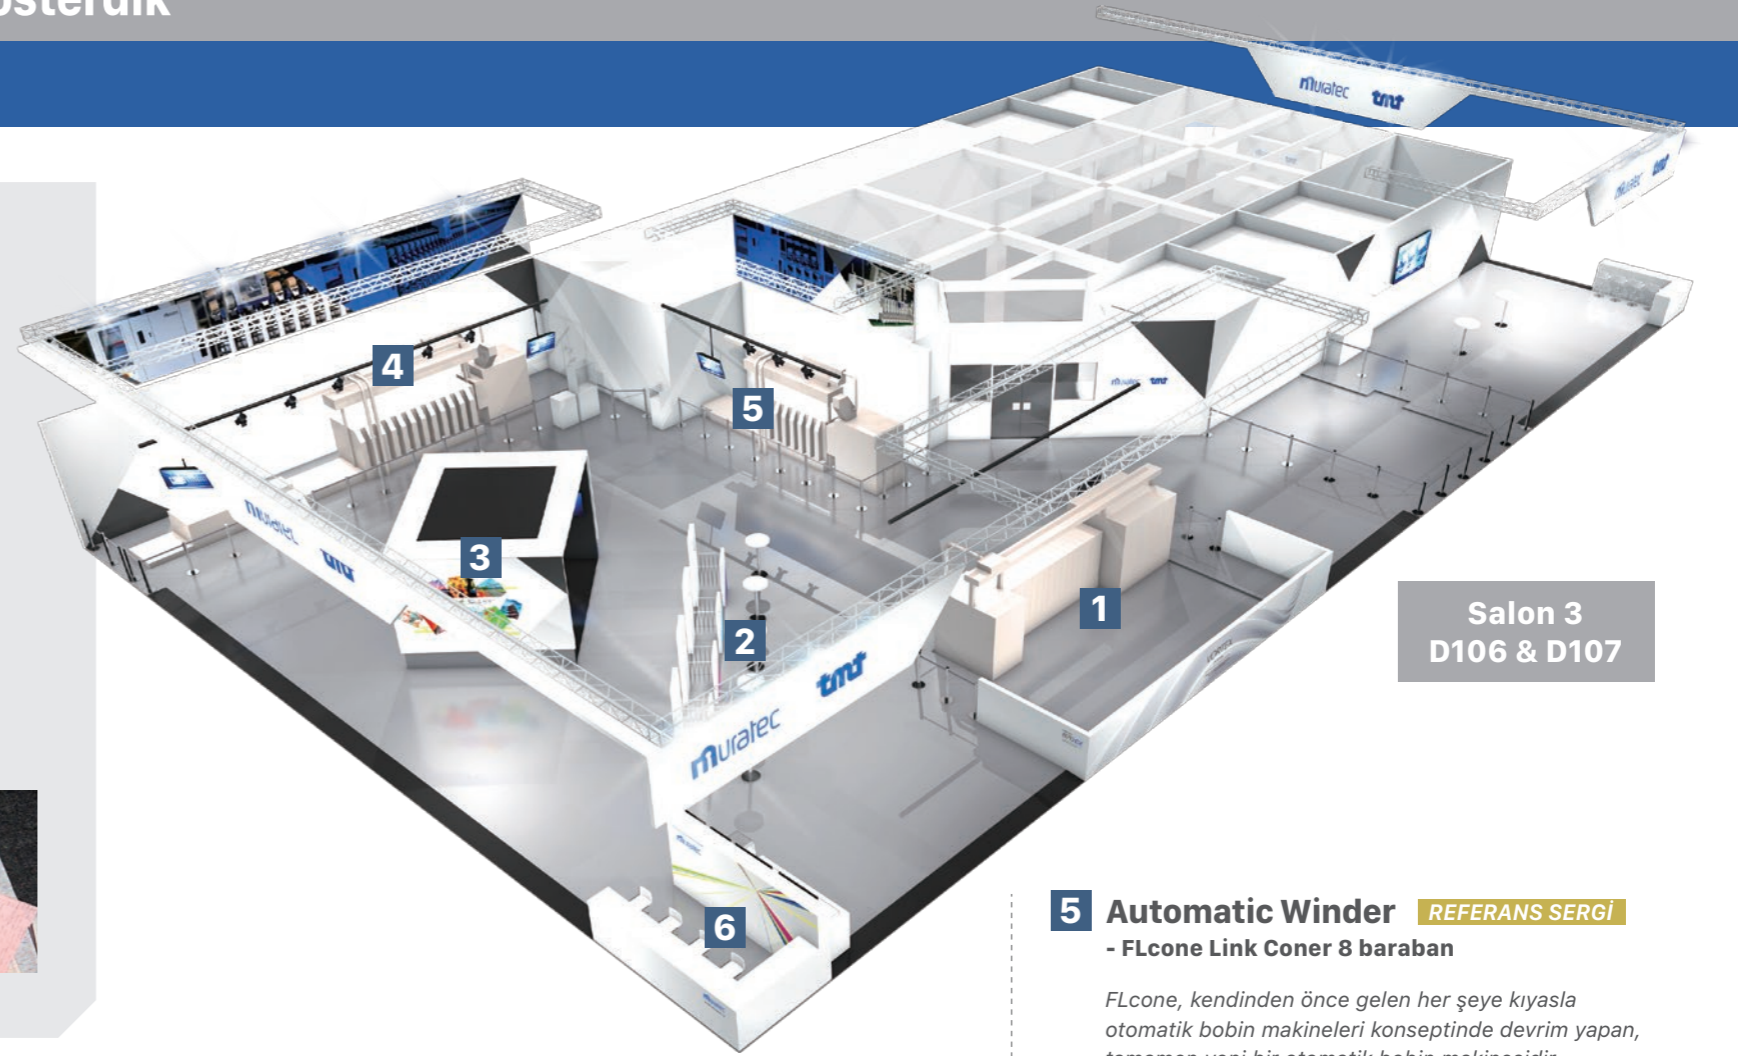 muratec tmt
muratec tmt
muratec tmt
4
5
3
2
1
muratec tmt
Salon 3
D106 & D107
6
5 Automatic Winder REFERANS SERGİ
- FLcone Link Coner 8 baraban
FLcone, kendinden önce gelen her şeye kıyasla
otomatik bobin makineleri konseptinde devrim yapan,